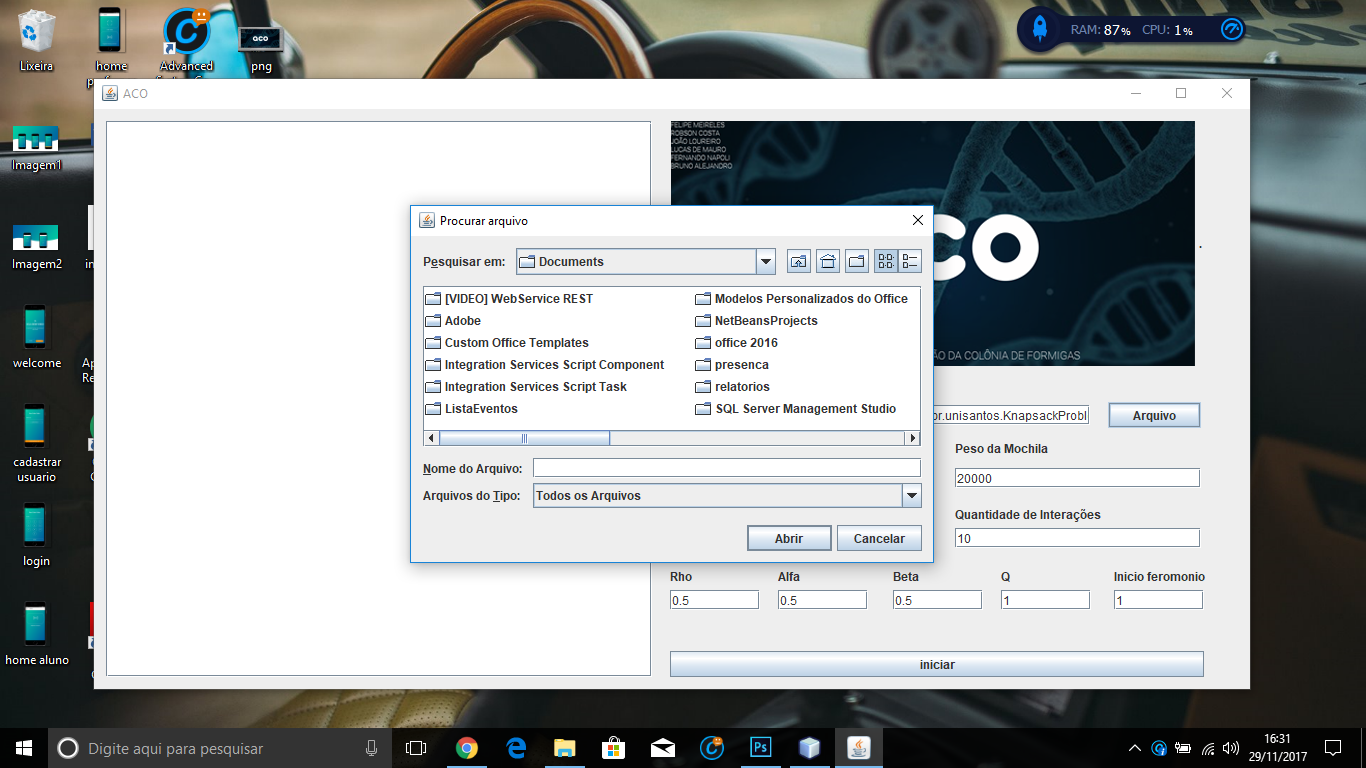 RAM: 87% CPU: 1%
Lixeira
home
Advanced
png
Imagem1
Imagem2
welcome
cadastrar
usuario
login
home aluno
ACO
FELIPE MEIRELES
ROBSON COSTA
JOÃO LOUREIRO
LUCAS DE MAURO
FERNANDO NAPOLI
BRUNO ALEJANDRO
co
ÃO DA COLÔNIA DE FORMIGAS
Procurar arquivo
Pesquisar em: Documents
[VIDEO] WebService REST
Adobe
Custom Office Templates
Integration Services Script Component
Integration Services Script Task
ListaEventos
Modelos Personalizados do Office
NetBeansProjects
office 2016
presenca
relatorios
SQL Server Management Studio
Nome do Arquivo:
Arquivos do Tipo: Todos os Arquivos
Abrir Cancelar
br.unisantos.KnapsackProbl Arquivo
Peso da Mochila
20000
Quantidade de Interações
10
Rho Alfa Beta Q Inicio feromonio
0.5 0.5 0.5 1 1
iniciar
Digite aqui para pesquisar
Ps
16:31
29/11/2017